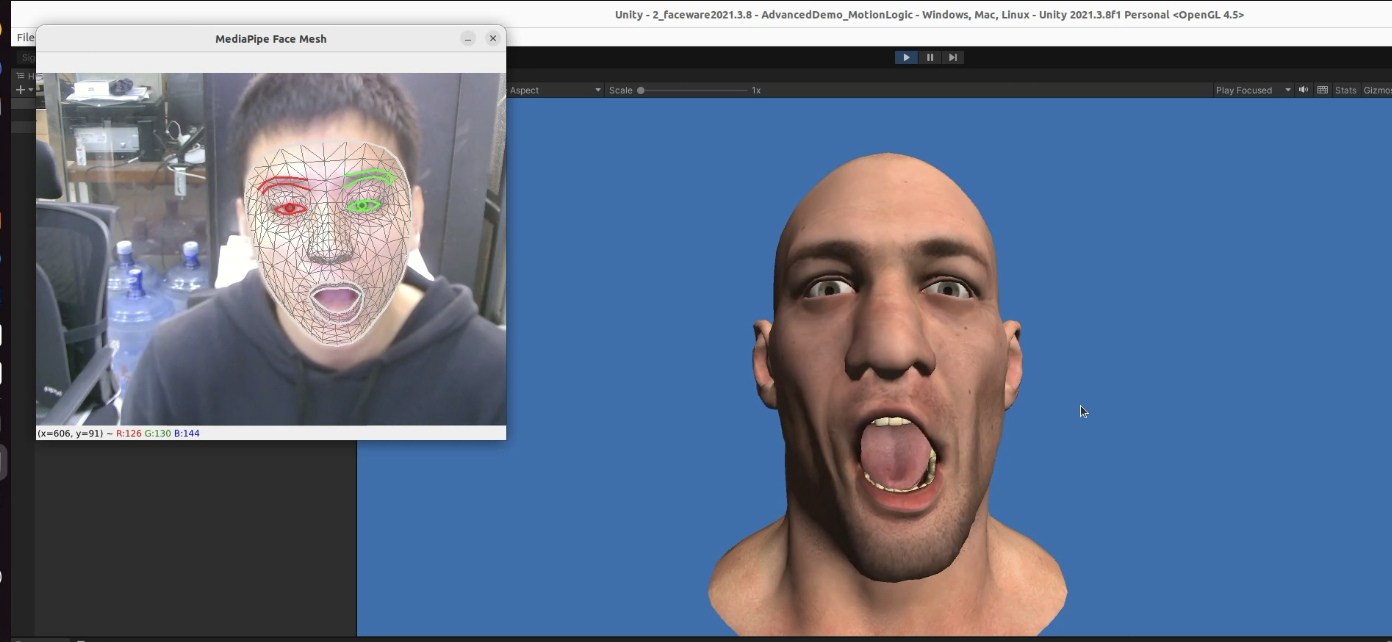 Unity - 2_faceware2021.3.8 - AdvancedDemo_MotionLogic - Windows, Mac, Linux - Unity 2021.3.8f1 Personal <OpenGL 4.5>
File
MediaPipe Face Mesh
Sig
H
Aspect
Scale
1x
Play Focused
Stats
Gizmos
(x=606, y=91) ~ R:126 G:130 B:144